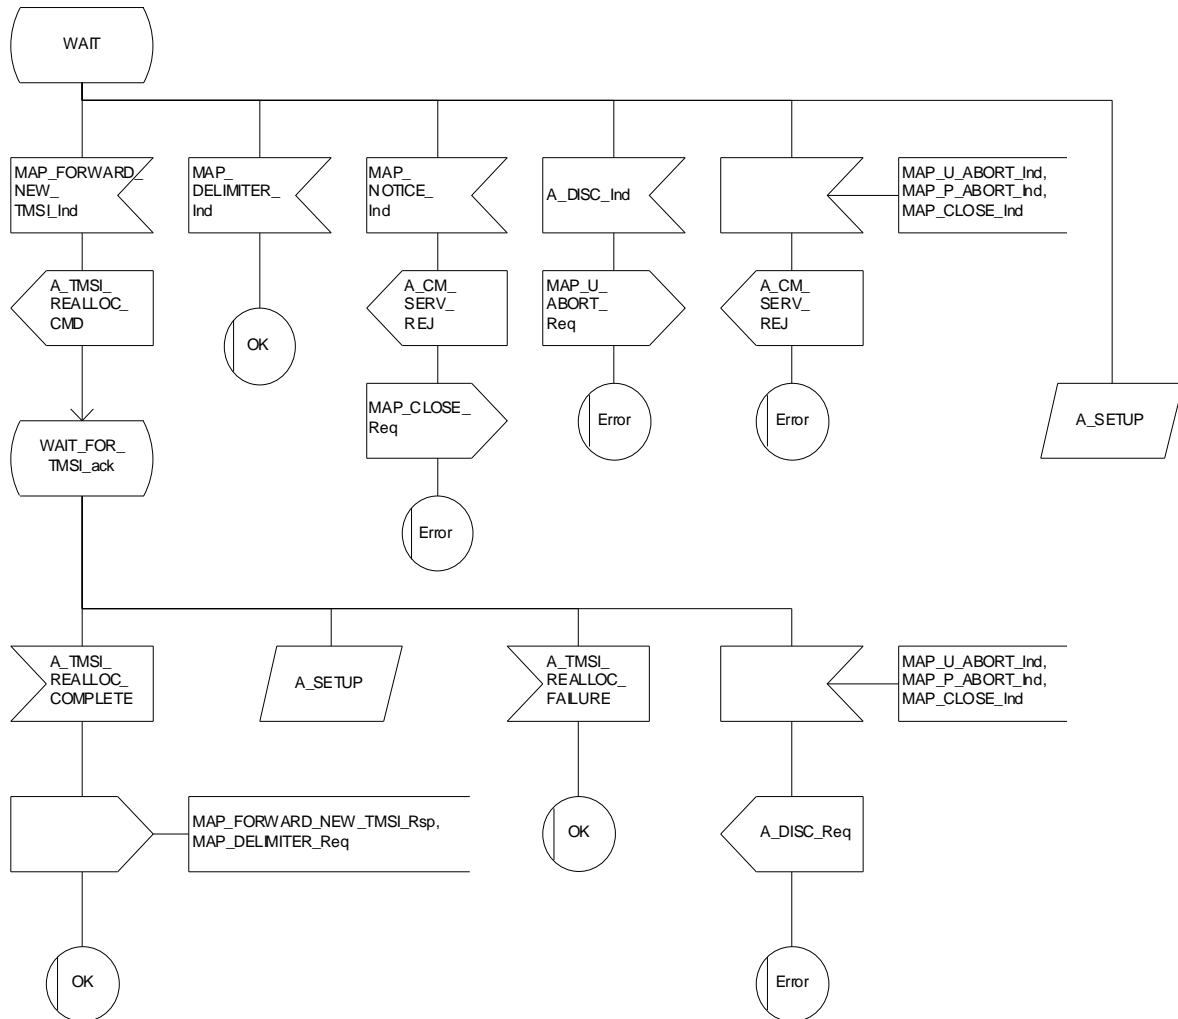 WAIT
MAP_FORWARD_
NEW_
TMSI_Ind
MAP_
DELIMITER_
Ind
MAP_
NOTICE_
Ind
A_DISC_Ind
MAP_U_ABORT_Ind,
MAP_P_ABORT_Ind,
MAP_CLOSE_Ind
A_TMSI_
REALLOC_
CMD
OK
A_CM_
SERV_
REJ
MAP_U_
ABORT_
Req
A_CM_
SERV_
REJ
MAP_CLOSE_
Req
Error
Error
A_SETUP
WAIT_FOR_
TMSI_ack
Error
A_TMSI_
REALLOC_
COMPLETE
A_SETUP
A_TMSI_
REALLOC_
FAILURE
MAP_U_ABORT_Ind,
MAP_P_ABORT_Ind,
MAP_CLOSE_Ind
MAP_FORWARD_NEW_TMSI_Rsp,
MAP_DELIMITER_Req
OK
A_DISC_Req
OK
Error